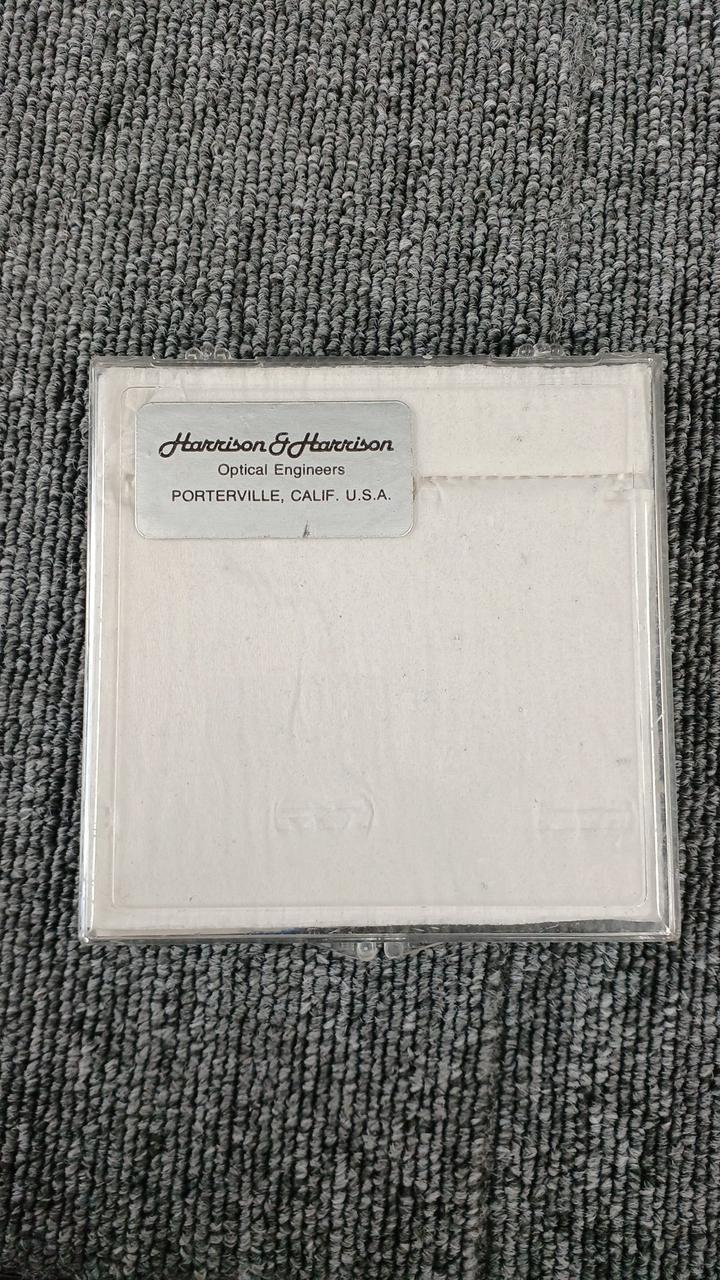 Harrison & Harrison
Optical Engineers
PORTERVILLE, CALIF. U.S.A.